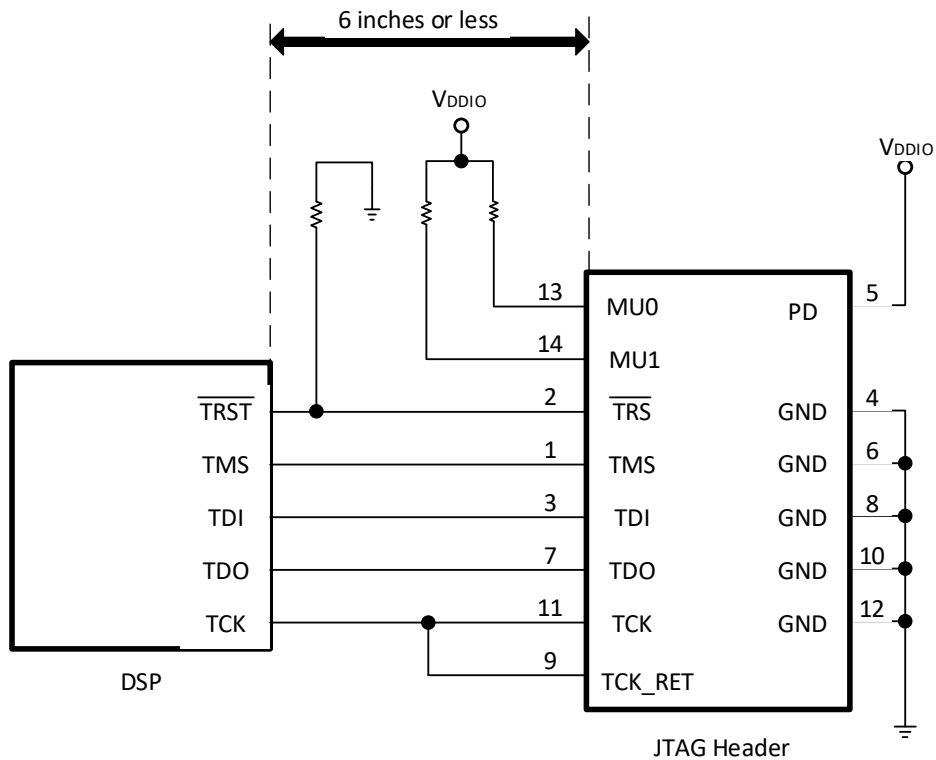 6 inches or less
VDDIO
VDDIO
13
MU0
PD
5
14
MU1
TRST
2
TRS
GND
4
TMS
1
TMS
GND
6
TDI
3
TDI
GND
8
TDO
7
TDO
GND
10
TCK
11
TCK
GND
12
9
TCK_RET
DSP
JTAG Header